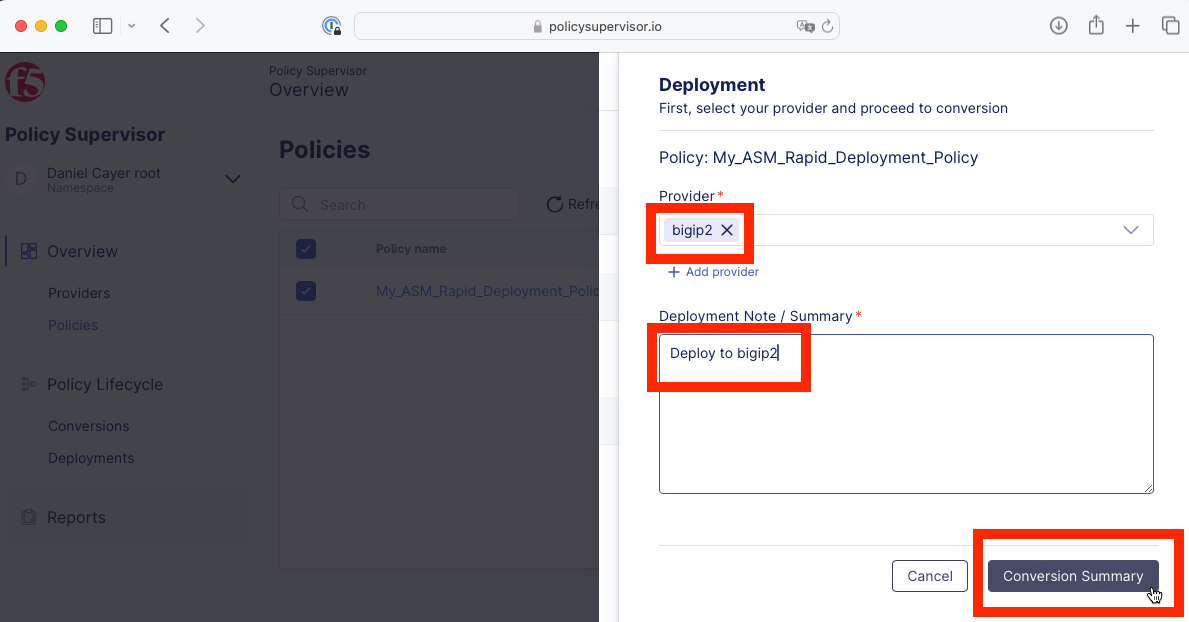 policysupervisor.io
f5
Policy Supervisor
Overview
Policy Supervisor
D
Daniel Cayer root
Namespace
Overview
Providers
Policies
Policy Lifecycle
Conversions
Deployments
Reports
Policies
Search
Refre
Policy name
My_ASM_Rapid_Deployment_Polic
Deployment
First, select your provider and proceed to conversion
Policy: My_ASM_Rapid_Deployment_Policy
Provider*
bigip2
Add provider
Deployment Note / Summary*
Deploy to bigip2
Cancel
Conversion Summary